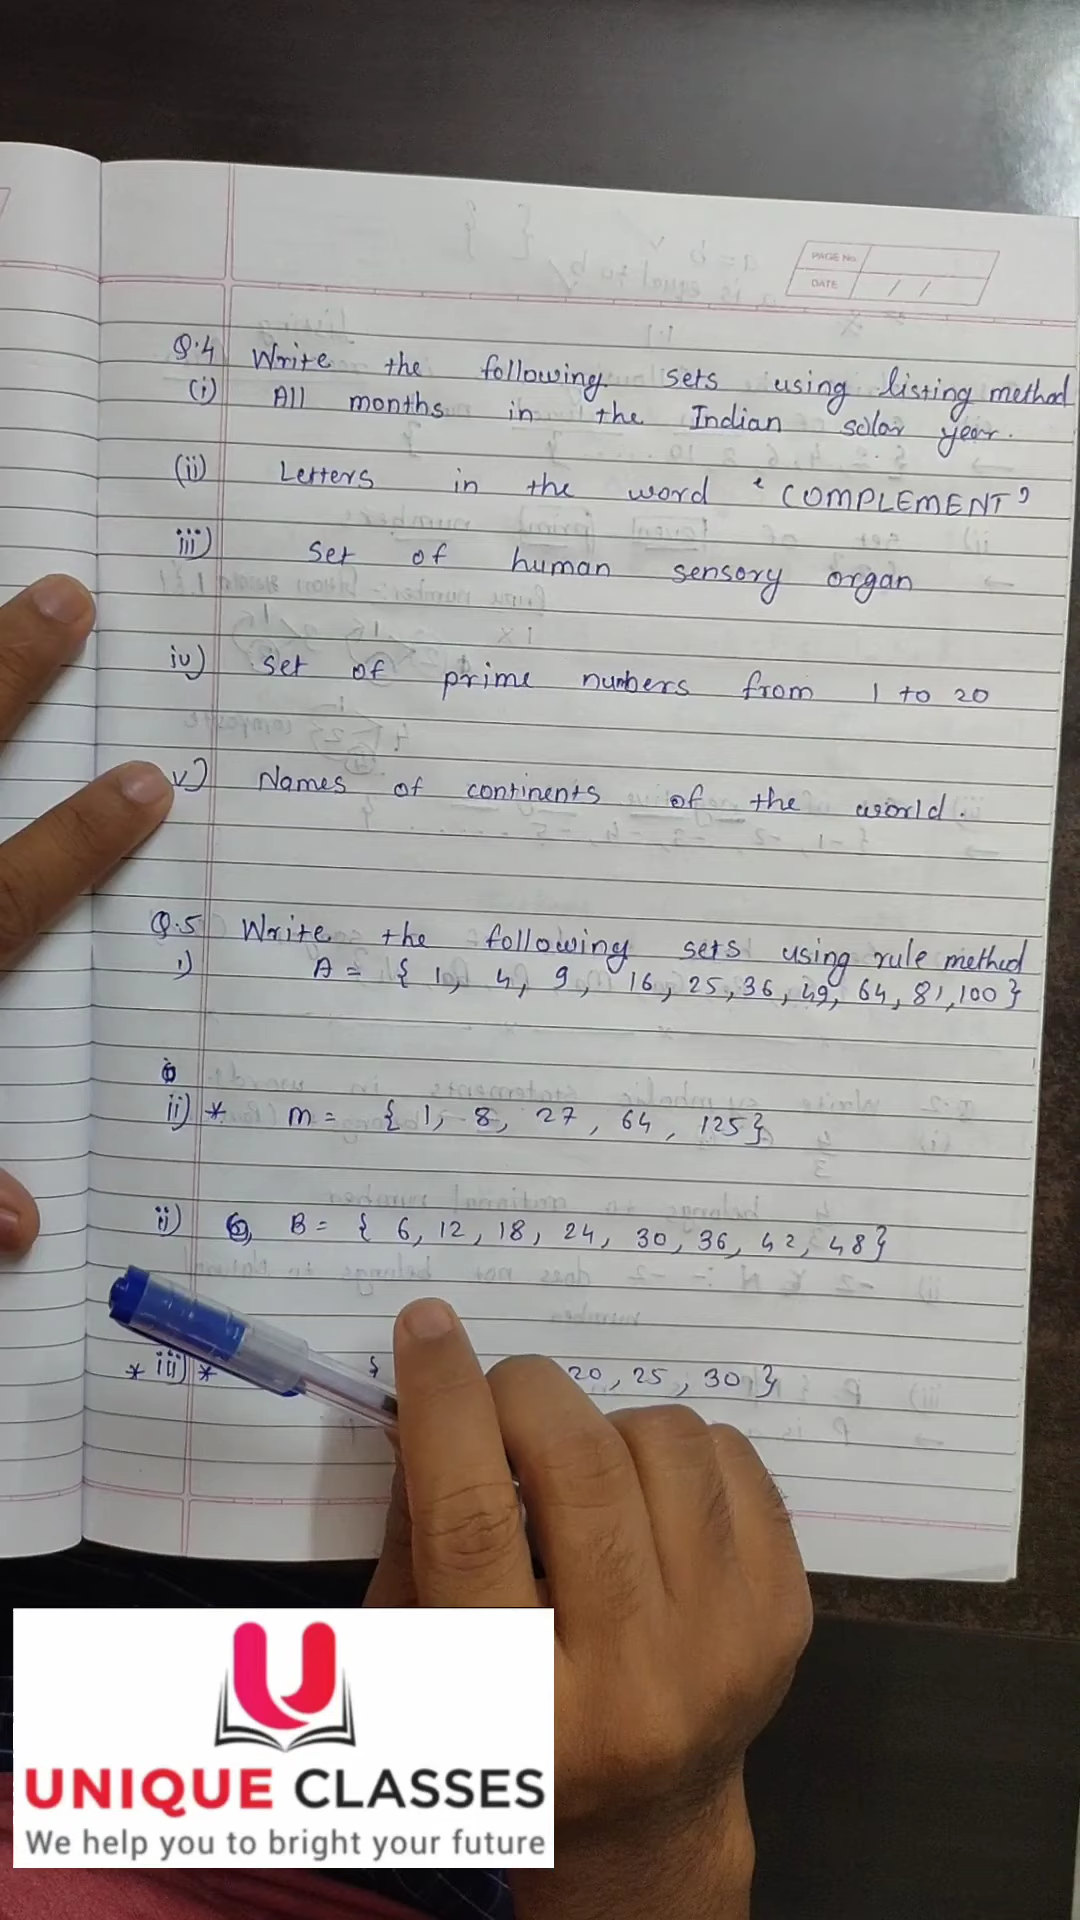 PAGE No.
DATE / /
Q.4 Write the following sets using listing method
(i) All months in the Indian solar year.
(ii) Letters in the word 'COMPLEMENT'
iii) Set of human sensory organ
iv) Set of prime numbers from 1 to 20
v) Names of continents of the world.
Q.5 Write the following sets using rule method
1) A = { 1, 4, 9, 16, 25, 36, 49, 64, 81, 100 }
ii) * M = { 1, 8, 27, 64, 125 }
ii) B = { 6, 12, 18, 24, 30, 36, 42, 48 }
* iii) * { 20, 25, 30 }
UNIQUE CLASSES
We help you to bright your future